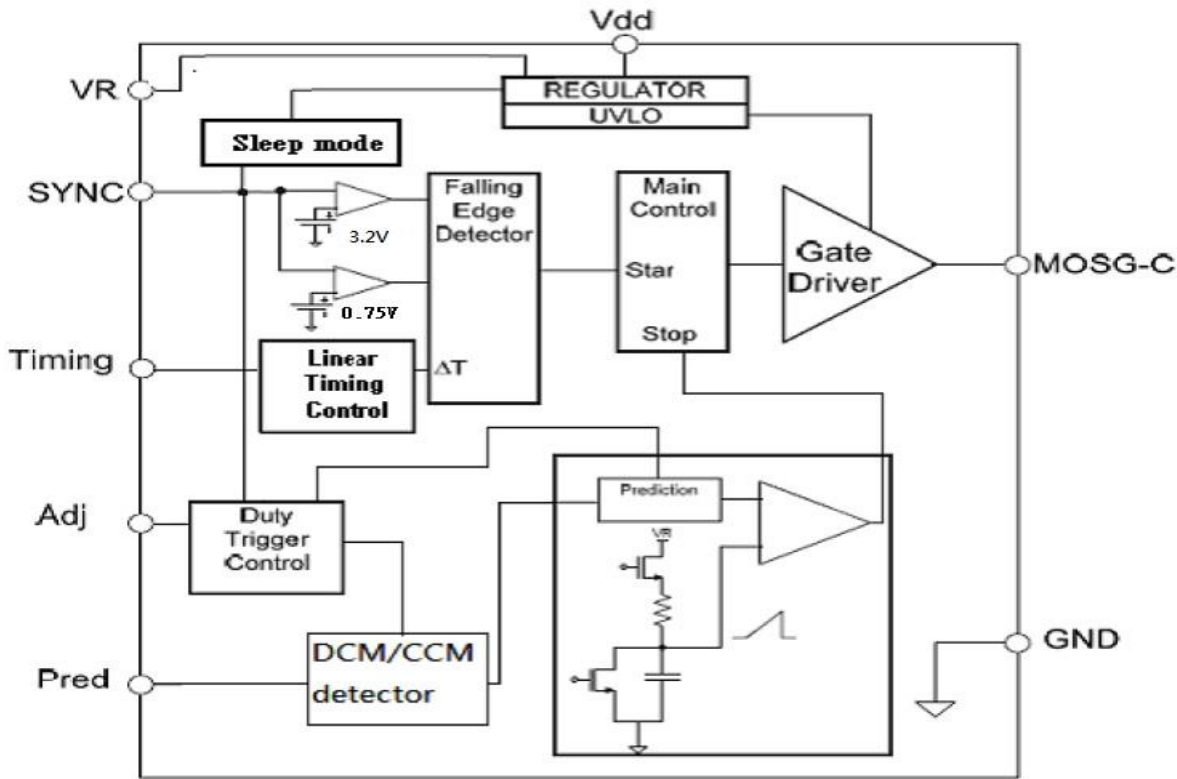 Vdd
VR
REGULATOR
UVLO
Sleep mode
SYNC
3.2V
0.75V
Falling
Edge
Detector
ΔT
Main
Control
Star
Stop
Gate
Driver
MOSG-C
Timing
Linear
Timing
Control
Adj
Duty
Trigger
Control
Prediction
VR
Pred
DCM/CCM
detector
GND